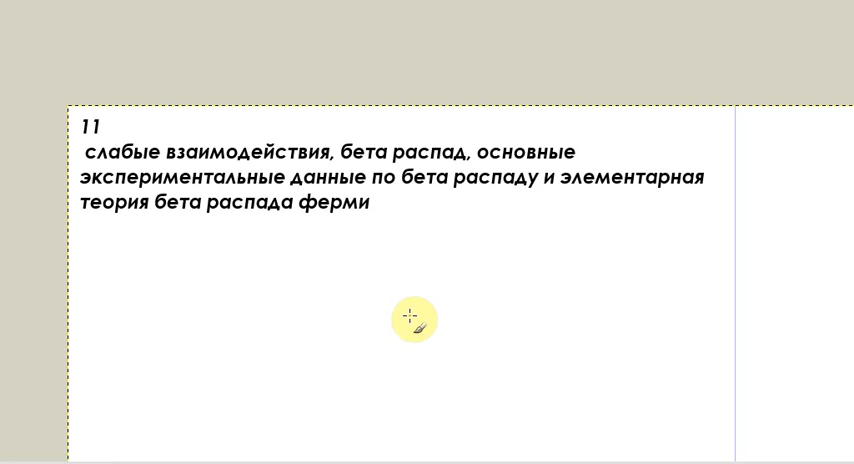 11
слабые взаимодействия, бета распад, основные
экспериментальные данные по бета распаду и элементарная
теория бета распада ферми